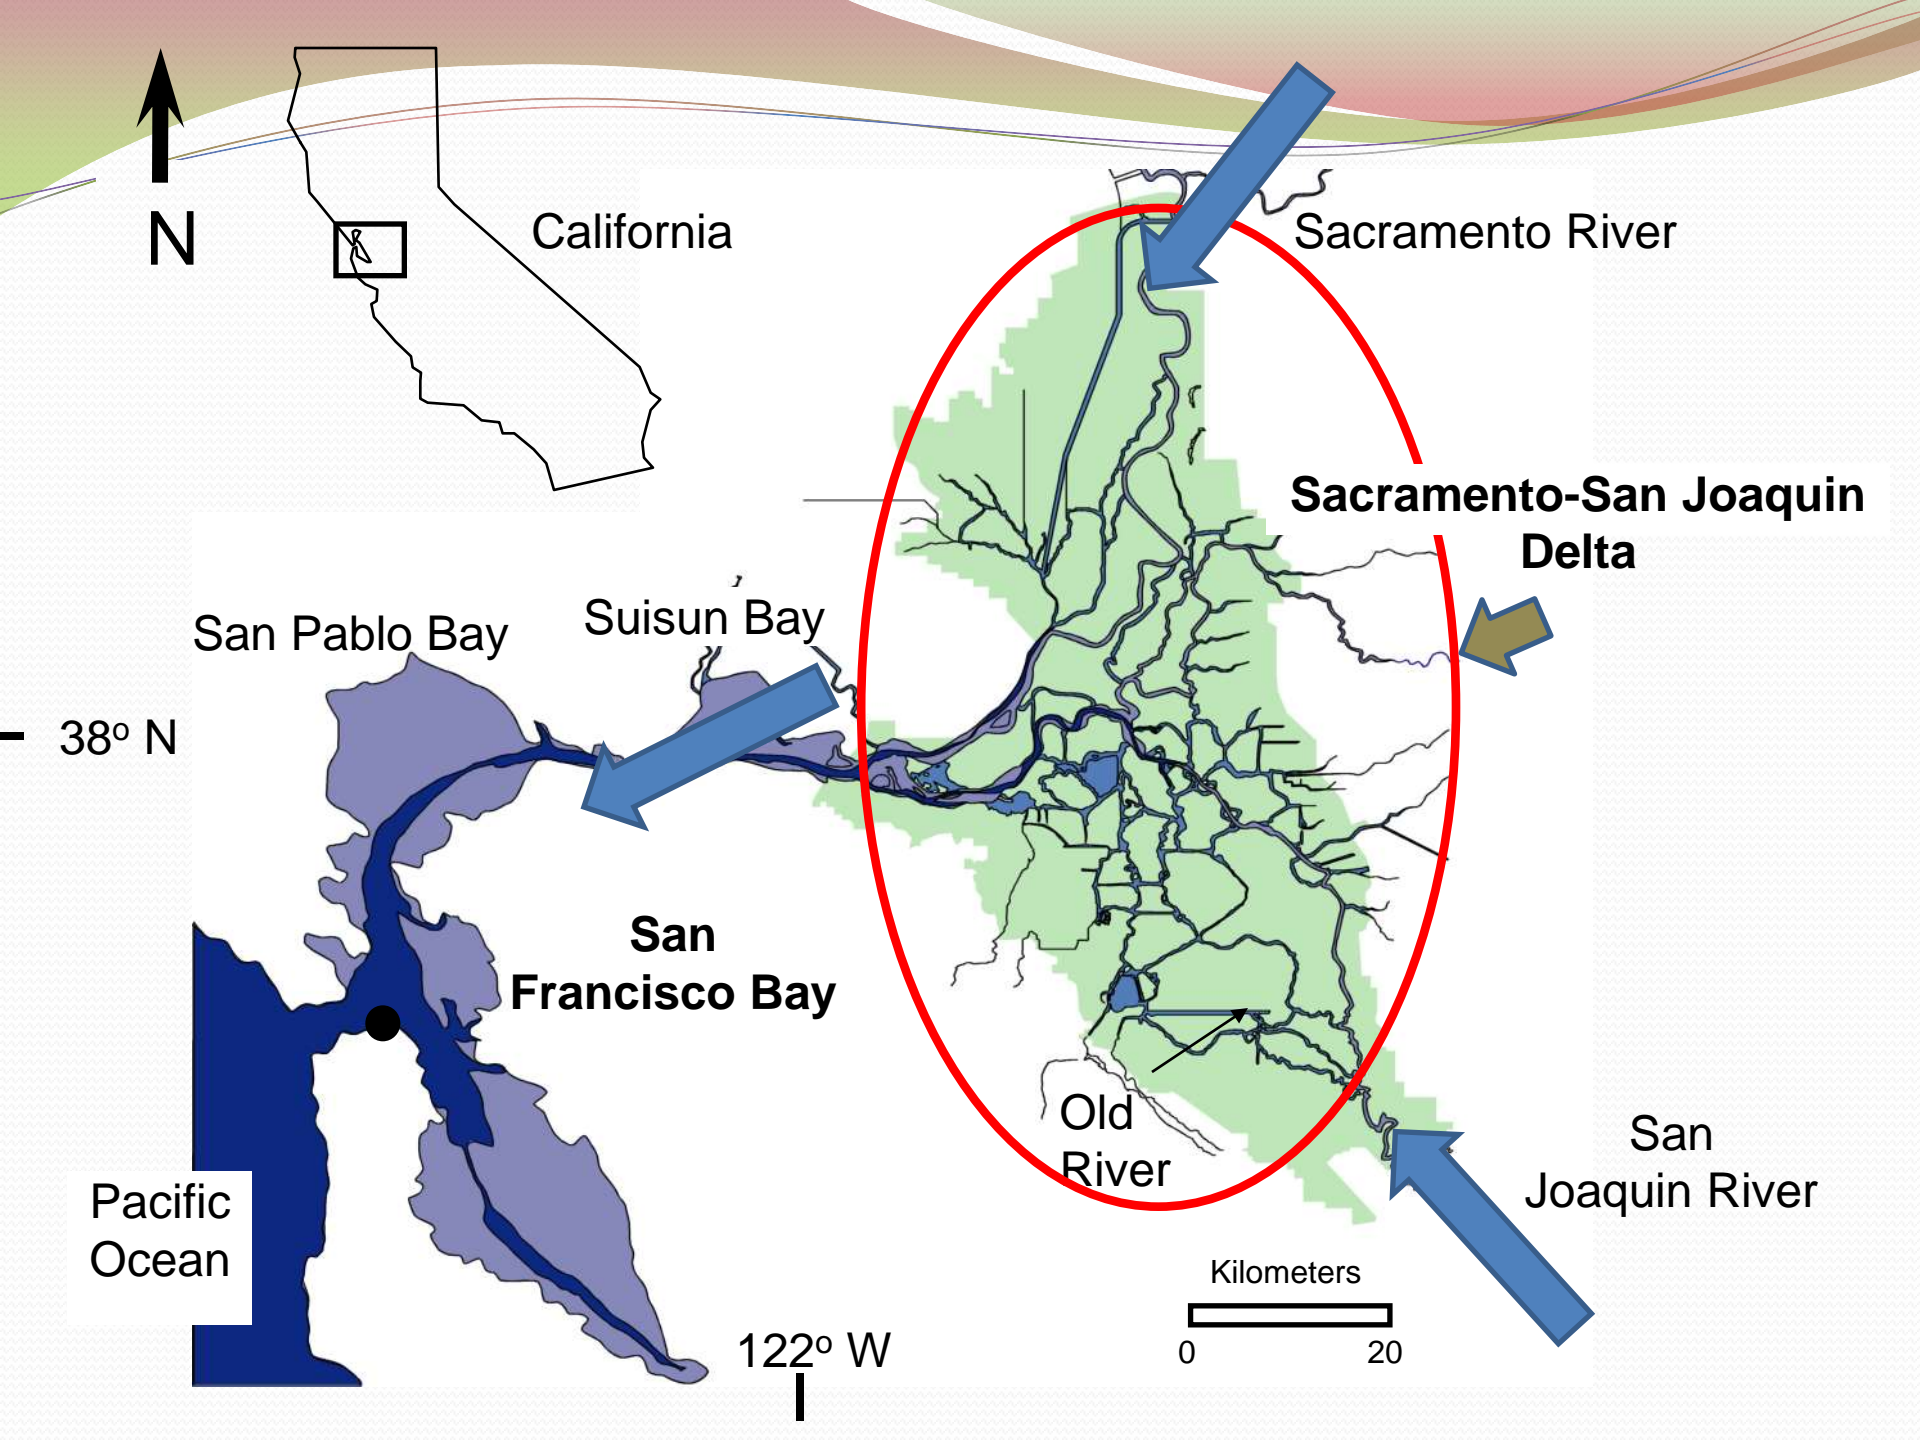 N
California
Sacramento River
Sacramento-San Joaquin
Delta
San Pablo Bay
Suisun Bay
38º N
San
Francisco Bay
Old
River
San
Joaquin River
Pacific
Ocean
Kilometers
0 20
122º W